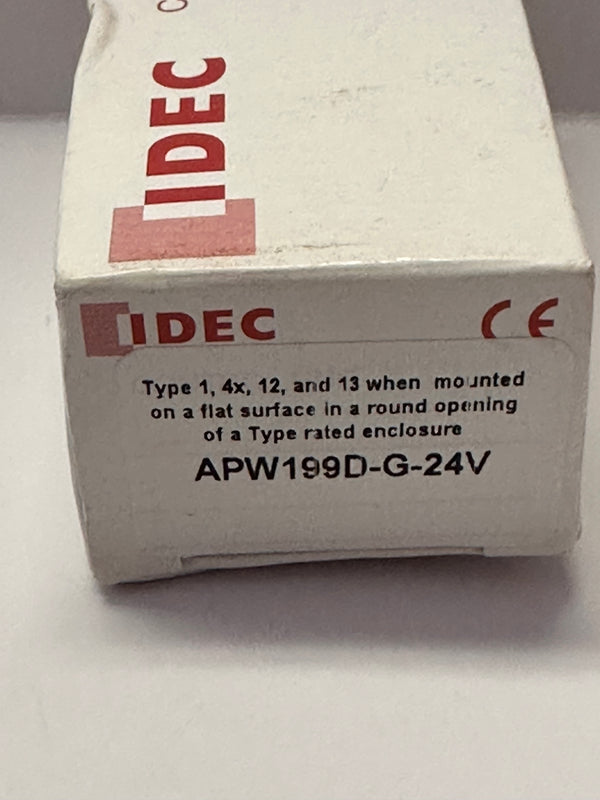 IDEC
IDEC
CE
Type 1, 4x, 12, and 13 when mounted
on a flat surface in a round opening
of a Type rated enclosure
APW199D-G-24V